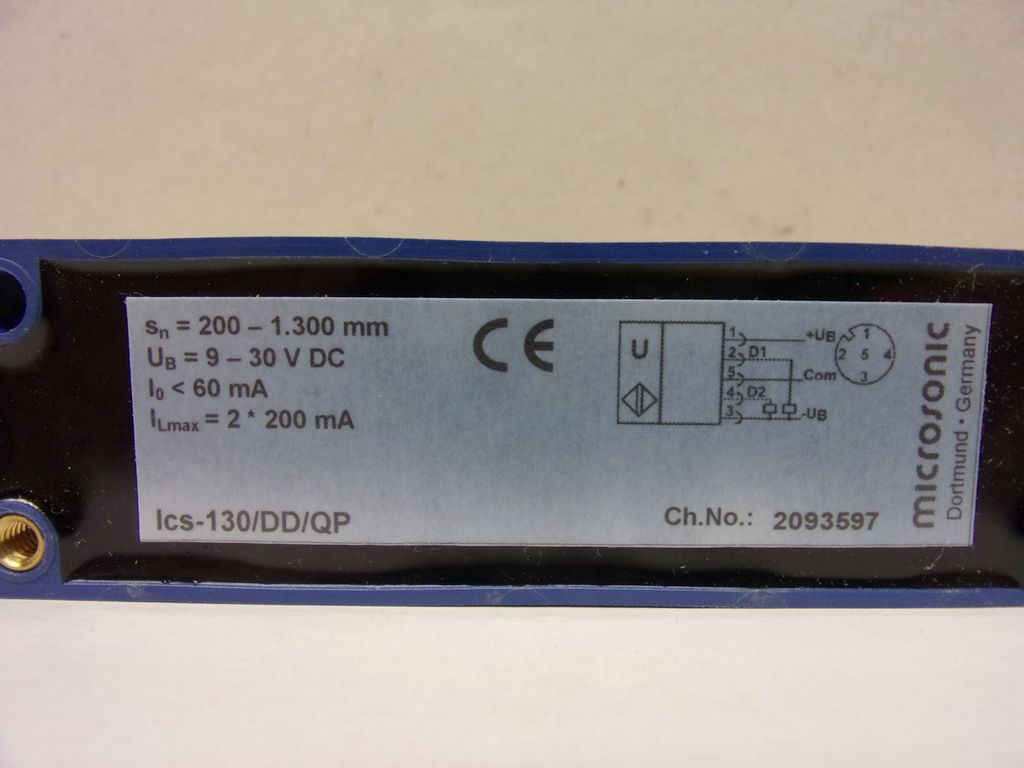 sn = 200 – 1.300 mm
UB = 9 – 30 V DC
I0 < 60 mA
ILmax = 2 * 200 mA
lcs-130/DD/QP
CE
U
1 +UB
2 D1
5 Com
4 D2
3 -UB
1
2 5 4
3
Ch.No.: 2093597
microsonic
Dortmund • Germany